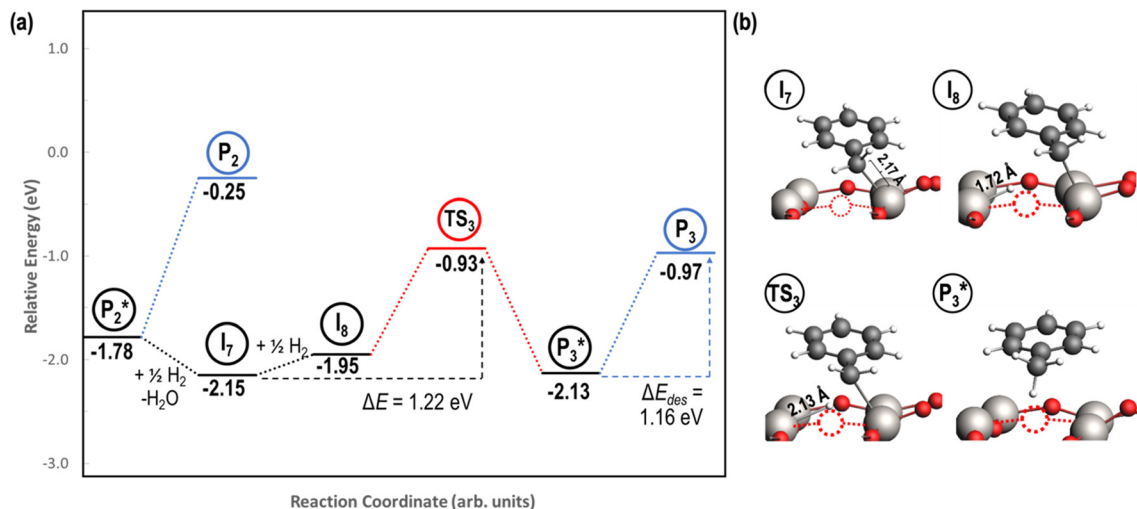 (a)
1.0
0.0
-1.0
-2.0
-3.0
Relative Energy (eV)
Reaction Coordinate (arb. units)
P₂
-0.25
P₂*
-1.78
+ ½ H₂
-H₂O
I₇
-2.15
+ ½ H₂
I₈
-1.95
TS₃
-0.93
ΔE = 1.22 eV
P₃*
-2.13
P₃
-0.97
ΔE_des =
1.16 eV
(b)
I₇
2.17 Å
I₈
1.72 Å
TS₃
2.13 Å
P₃*